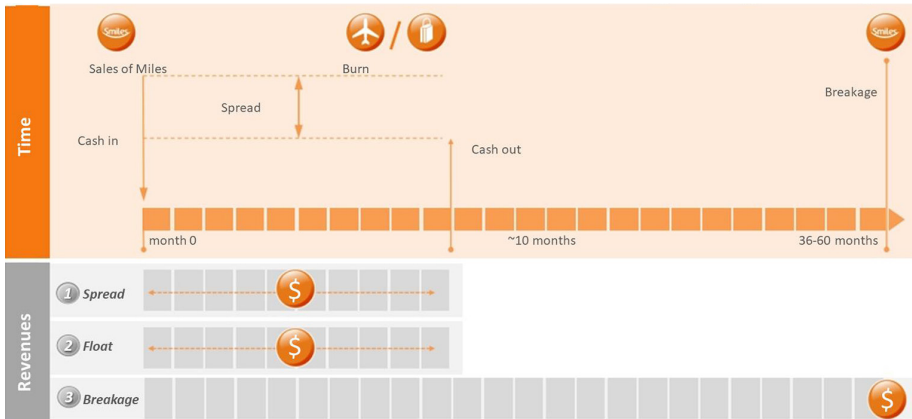 Smiles
/
Smiles
Sales of Miles
Burn
Breakage
Spread
Cash in
Cash out
Time
month 0
~10 months
36-60 months
Revenues
1 Spread
$
2 Float
$
3 Breakage
$